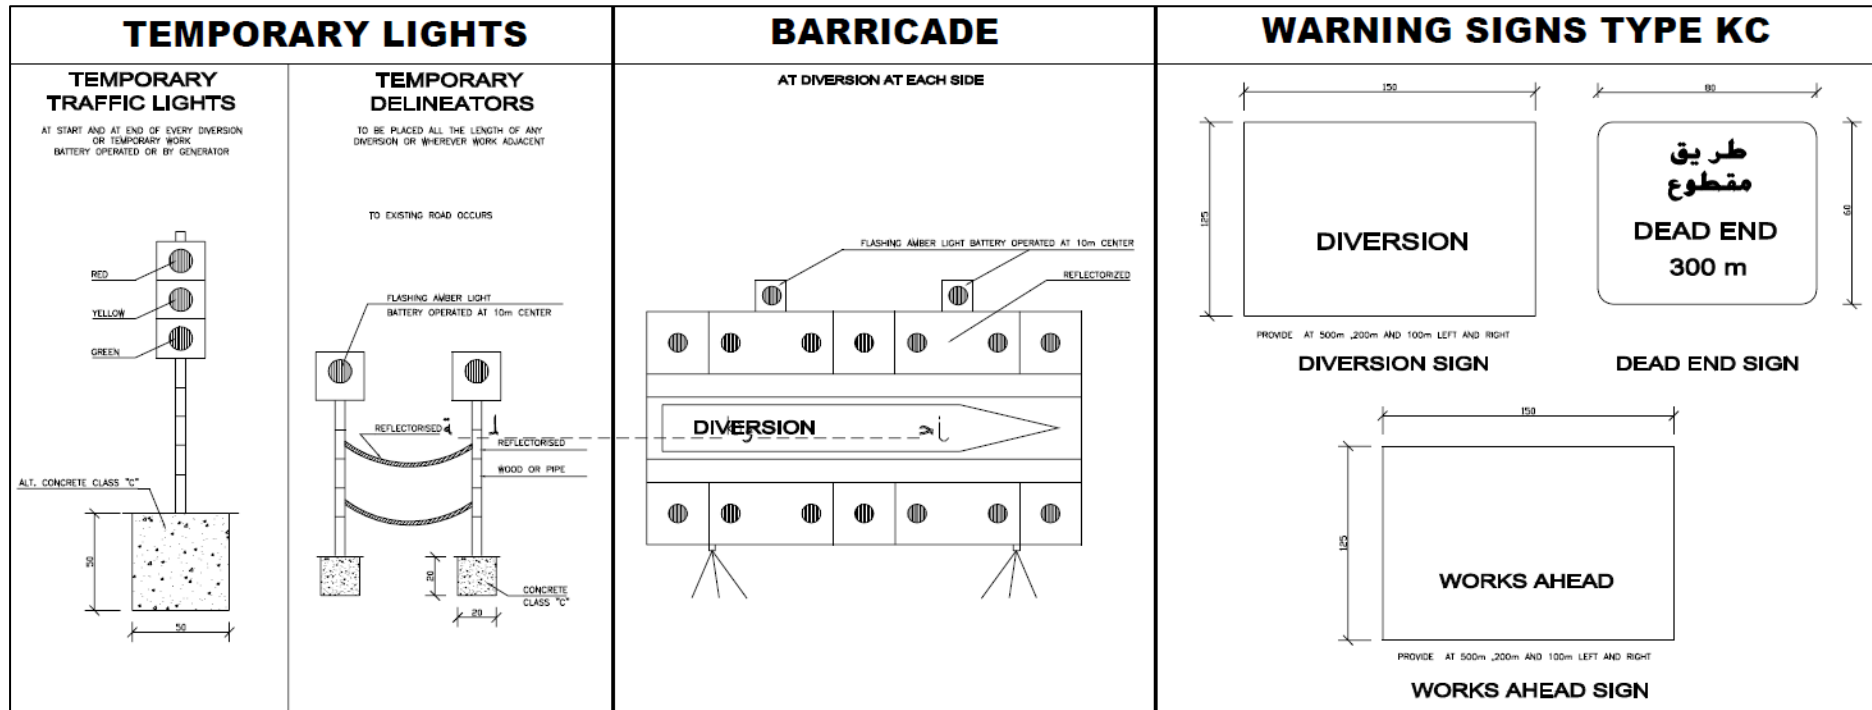 TEMPORARY LIGHTS
TEMPORARY
TRAFFIC LIGHTS
AT START AND AT END OF EVERY DIVERSION
OR TEMPORARY WORK
BATTERY OPERATED OR BY GENERATOR
RED
YELLOW
GREEN
ALT. CONCRETE CLASS "C"
50
50
TEMPORARY
DELINEATORS
TO BE PLACED ALL THE LENGTH OF ANY
DIVERSION OR WHEREVER WORK ADJACENT
TO EXISTING ROAD OCCURS
FLASHING AMBER LIGHT
BATTERY OPERATED AT 10m CENTER
REFLECTORISED
REFLECTORISED
WOOD OR PIPE
20
CONCRETE
CLASS "C"
20
BARRICADE
AT DIVERSION AT EACH SIDE
FLASHING AMBER LIGHT BATTERY OPERATED AT 10m CENTER
REFLECTORIZED
DIVERSION
WARNING SIGNS TYPE KC
150
125
DIVERSION
PROVIDE AT 500m ,200m AND 100m LEFT AND RIGHT
DIVERSION SIGN
80
60
طريق
مقطوع
DEAD END
300 m
DEAD END SIGN
150
125
WORKS AHEAD
PROVIDE AT 500m ,200m AND 100m LEFT AND RIGHT
WORKS AHEAD SIGN